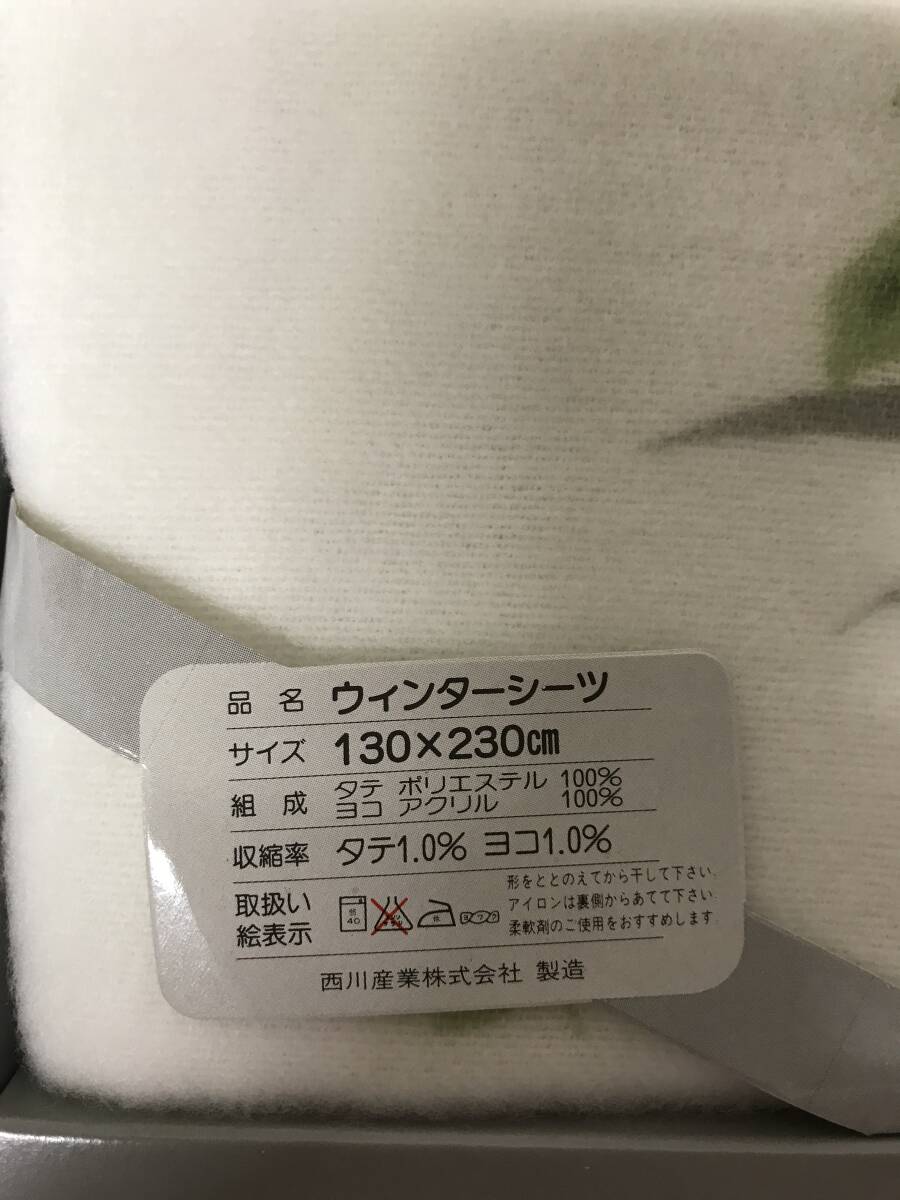 品名 ウィンターシーツ
サイズ 130×230cm
組成 タテ ポリエステル 100%
ヨコ アクリル 100%
収縮率 タテ1.0% ヨコ1.0%
取扱い
絵表示
40
形をととのえてから干して下さい。
アイロンは裏側からあてて下さい
柔軟剤のご使用をおすすめします
西川産業株式会社 製造